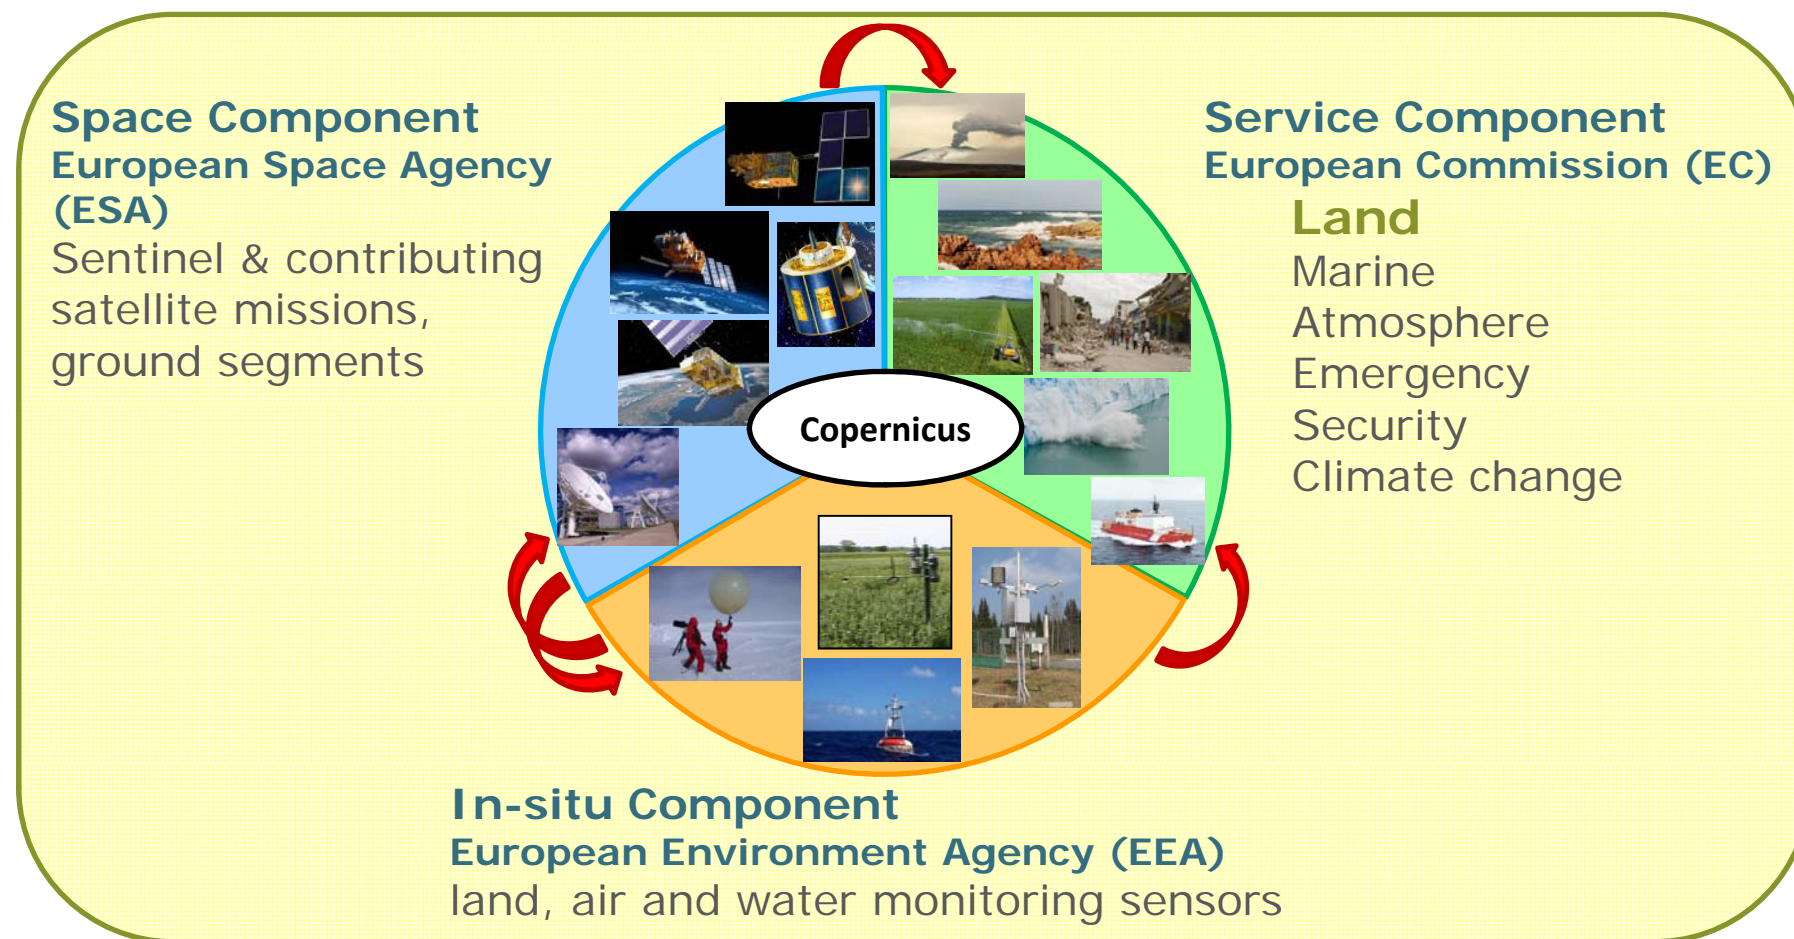 Space Component
European Space Agency
(ESA)
Sentinel & contributing
satellite missions,
ground segments
Service Component
European Commission (EC)
Land
Marine
Atmosphere
Emergency
Security
Climate change
Copernicus
In-situ Component
European Environment Agency (EEA)
land, air and water monitoring sensors